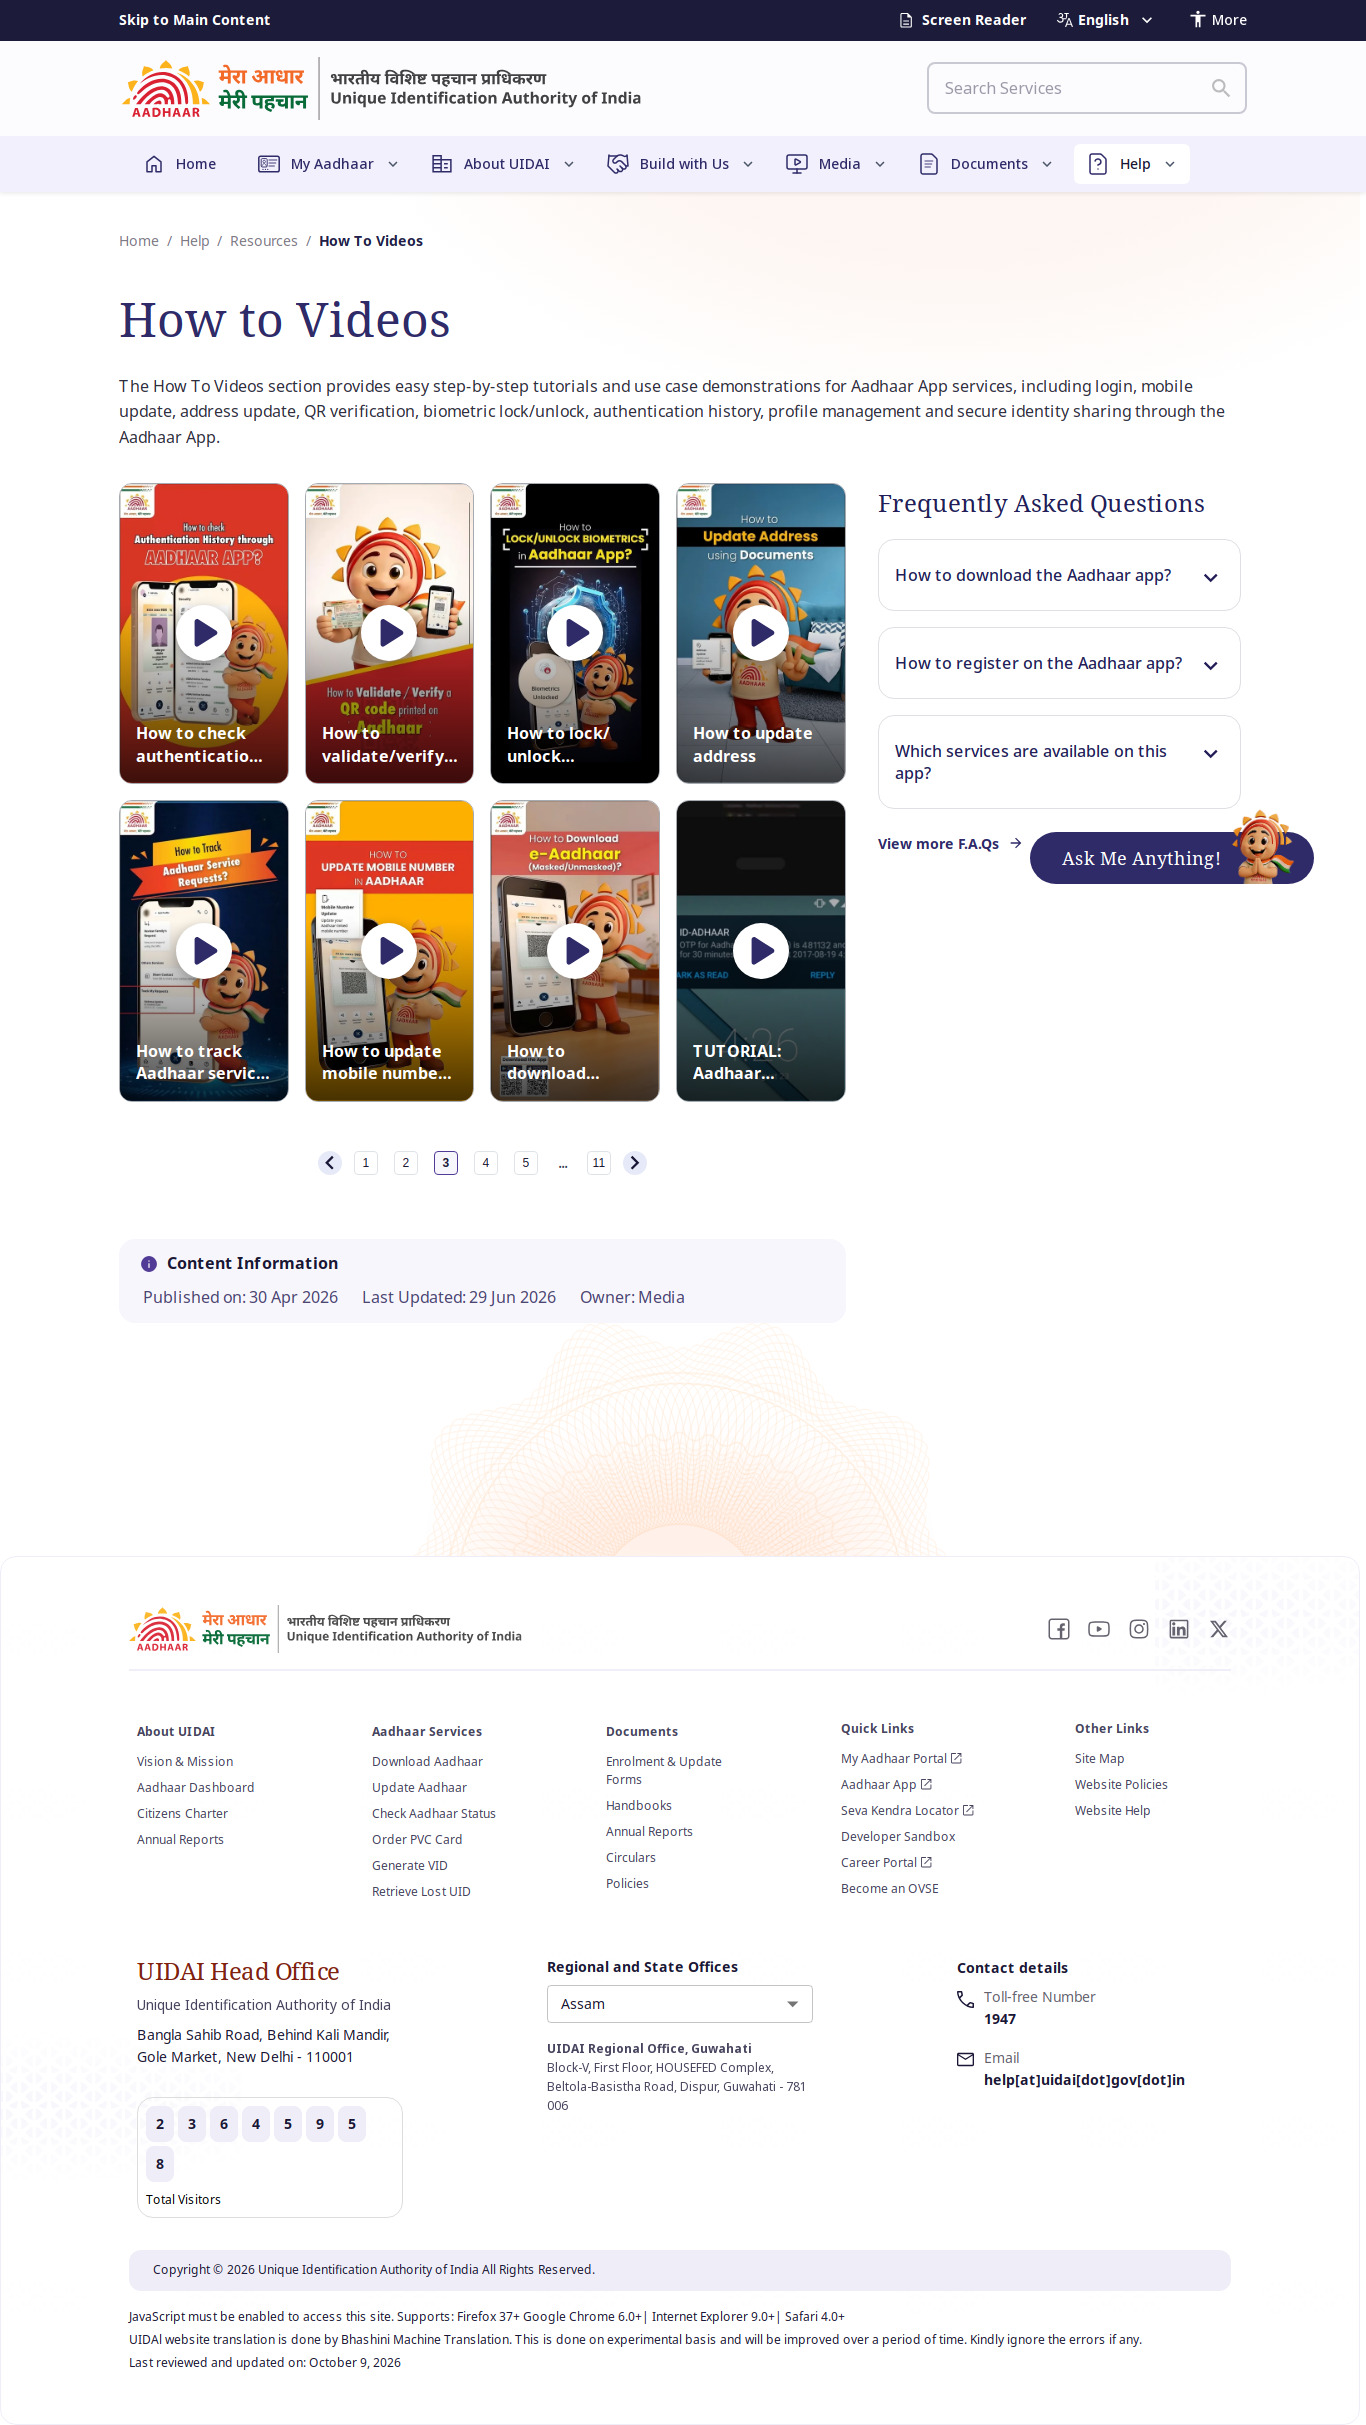 Skip to Main Content
Screen Reader
English
More
AADHAAR
मेरा आधार
मेरी पहचान
भारतीय विशिष्ट पहचान प्राधिकरण
Unique Identification Authority of India
Search Services
Home
My Aadhaar
About UIDAI
Build with Us
Media
Documents
Help
Home / Help / Resources / How To Videos
How to Videos
The How To Videos section provides easy step-by-step tutorials and use case demonstrations for Aadhaar App services, including login, mobile
update, address update, QR verification, biometric lock/unlock, authentication history, profile management and secure identity sharing through the
Aadhaar App.
How to check
Authentication History through
AADHAAR APP?
How to check
authenticatio...
How to Validate / Verify a
QR code printed on
Aadhaar
How to
validate/verify...
How to
LOCK/UNLOCK BIOMETRICS
in Aadhaar App?
Biometrics
Unlocked
How to lock/
unlock...
How to
Update Address
using Documents
AADHAAR
How to update
address
How to Track
Aadhaar Service
Requests?
How to track
Aadhaar servic...
HOW TO
UPDATE MOBILE NUMBER
IN AADHAAR
Mobile Number
Update
How to update
mobile numbe...
How to Download
e-Aadhaar
(Masked/Unmasked)?
How to
download...
ID-ADHAAR
ARK AS READ
REPLY
4:26
TUTORIAL:
Aadhaar...
Frequently Asked Questions
How to download the Aadhaar app?
How to register on the Aadhaar app?
Which services are available on this
app?
View more F.A.Qs
Ask Me Anything!
1
2
3
4
5
...
11
Content Information
Published on: 30 Apr 2026
Last Updated: 29 Jun 2026
Owner: Media
AADHAAR
मेरा आधार
मेरी पहचान
भारतीय विशिष्ट पहचान प्राधिकरण
Unique Identification Authority of India
About UIDAI
Vision & Mission
Aadhaar Dashboard
Citizens Charter
Annual Reports
Aadhaar Services
Download Aadhaar
Update Aadhaar
Check Aadhaar Status
Order PVC Card
Generate VID
Retrieve Lost UID
Documents
Enrolment & Update
Forms
Handbooks
Annual Reports
Circulars
Policies
Quick Links
My Aadhaar Portal
Aadhaar App
Seva Kendra Locator
Developer Sandbox
Career Portal
Become an OVSE
Other Links
Site Map
Website Policies
Website Help
UIDAI Head Office
Unique Identification Authority of India
Bangla Sahib Road, Behind Kali Mandir,
Gole Market, New Delhi - 110001
2 3 6 4 5 9 5
8
Total Visitors
Regional and State Offices
Assam
UIDAI Regional Office, Guwahati
Block-V, First Floor, HOUSEFED Complex,
Beltola-Basistha Road, Dispur, Guwahati - 781
006
Contact details
Toll-free Number
1947
Email
help[at]uidai[dot]gov[dot]in
Copyright © 2026 Unique Identification Authority of India All Rights Reserved.
JavaScript must be enabled to access this site. Supports: Firefox 37+ Google Chrome 6.0+| Internet Explorer 9.0+| Safari 4.0+
UIDAl website translation is done by Bhashini Machine Translation. This is done on experimental basis and will be improved over a period of time. Kindly ignore the errors if any.
Last reviewed and updated on: October 9, 2026